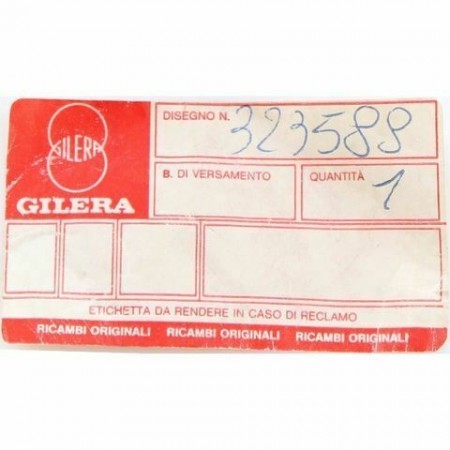 GILERA
GILERA
DISEGNO N. 323589
B. DI VERSAMENTO
QUANTITÀ 1
ETICHETTA DA RENDERE IN CASO DI RECLAMO
RICAMBI ORIGINALI RICAMBI ORIGINALI RICAMBI ORIGINALI